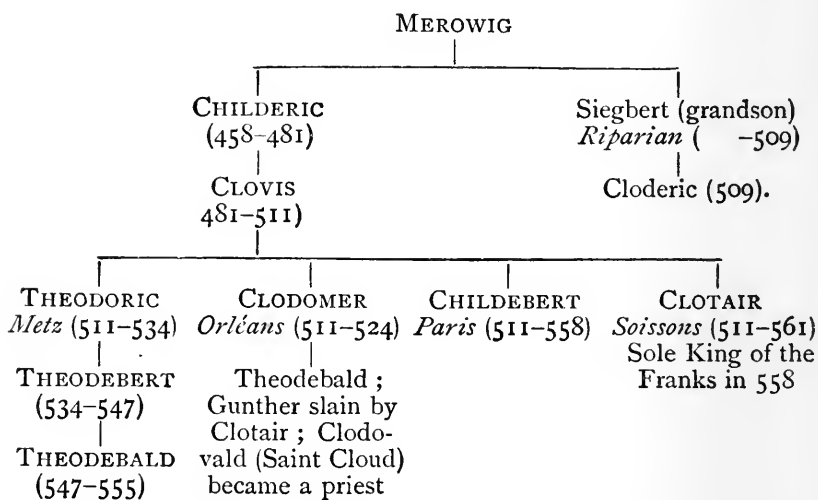 MEROWIG
CHILDERIC
(458-481)
Siegbert (grandson)
Riparian (   -509)
CLOVIS
481-511)
Cloderic (509).
THEODORIC
Metz (511-534)
CLODOMER
Orléans (511-524)
CHILDEBERT
Paris (511-558)
CLOTAIR
Soissons (511-561)
Sole King of the
Franks in 558
THEODEBERT
(534-547)
THEODEBALD
(547-555)
Theodebald ;
Gunther slain by
Clotair ; Clodo-
vald (Saint Cloud)
became a priest